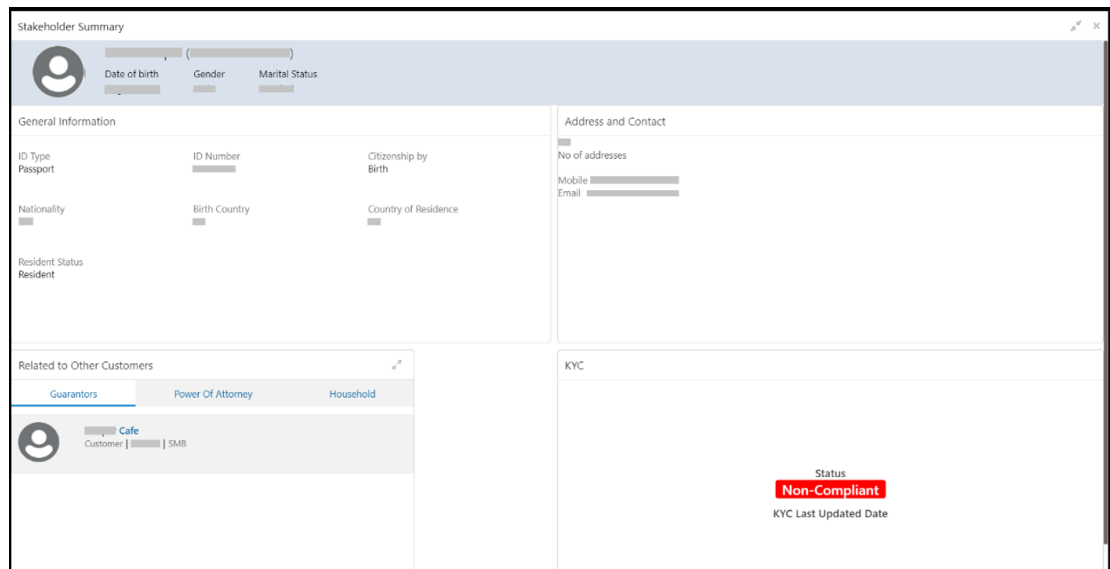 Stakeholder Summary
( )
Date of birth Gender Marital Status
General Information
ID Type ID Number Citizenship by
Passport Birth
Nationality Birth Country Country of Residence
Resident Status
Resident
Address and Contact
No of addresses
Mobile
Email
Related to Other Customers
Guarantors Power Of Attorney Household
Cafe
Customer | | SMB
KYC
Status
Non-Compliant
KYC Last Updated Date